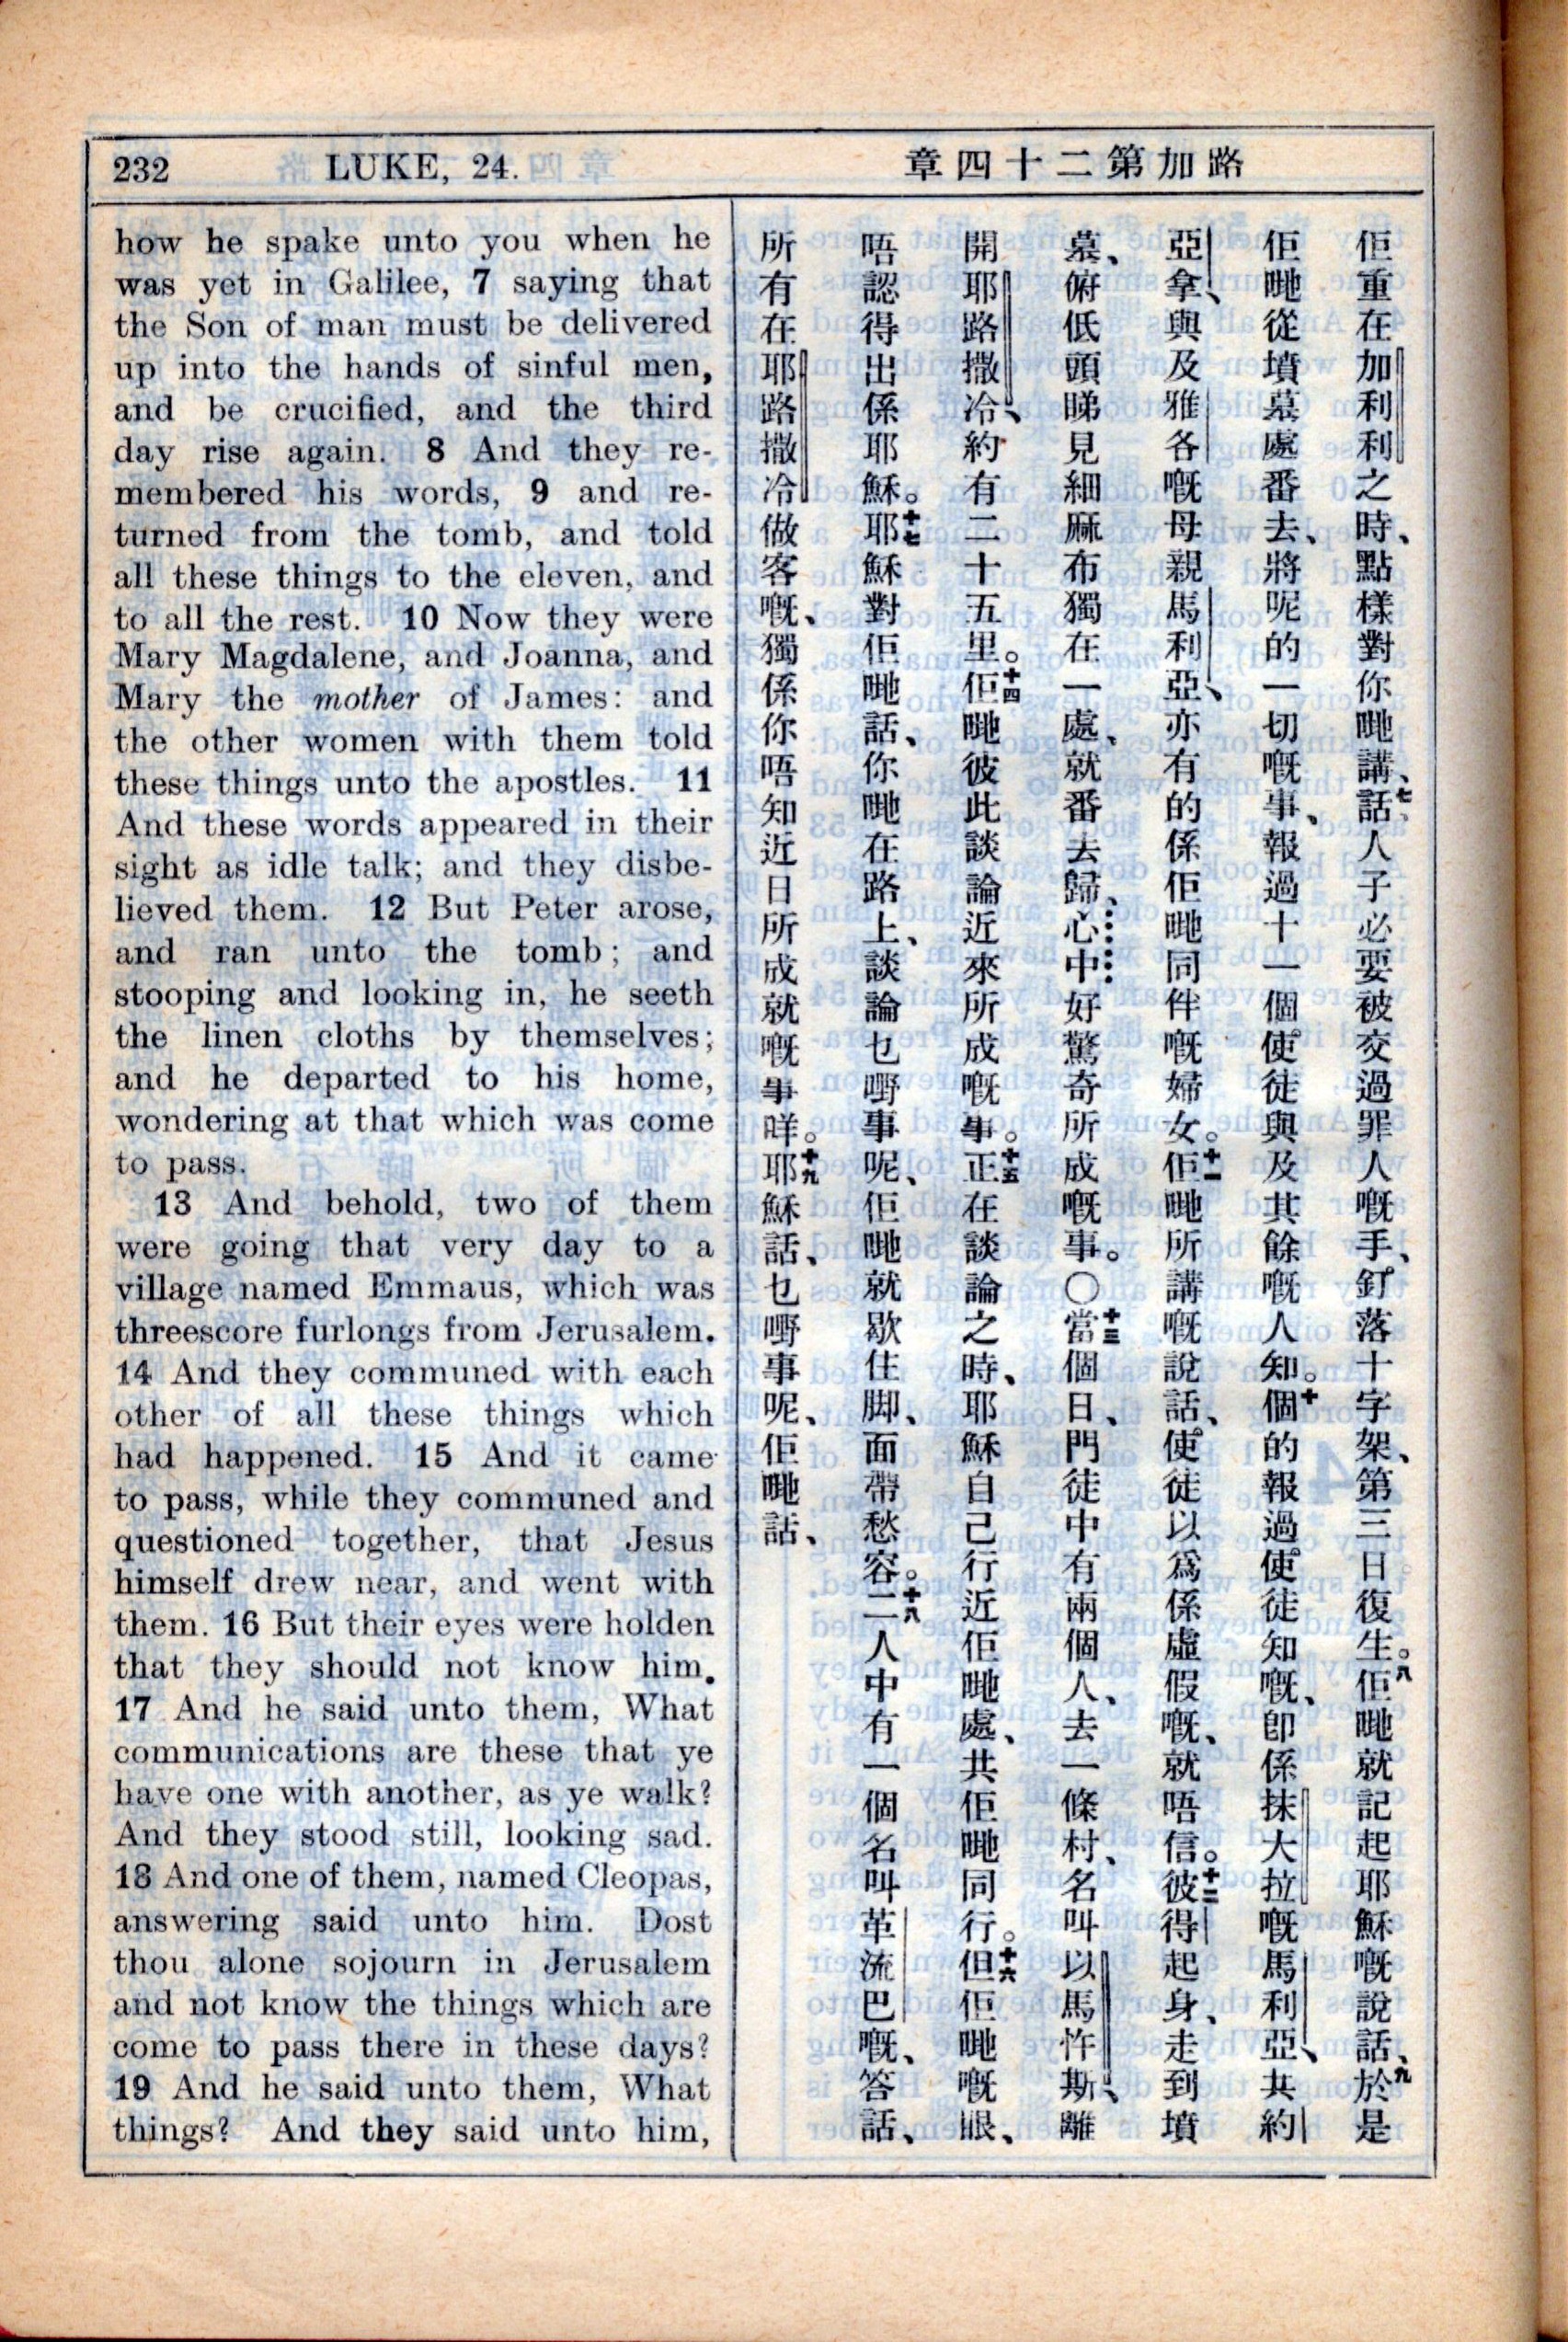 232
LUKE, 24.
路加第二十四章
how he spake unto you when he
was yet in Galilee, 7 saying that
the Son of man must be delivered
up into the hands of sinful men,
and be crucified, and the third
day rise again. 8 And they re-
membered his words, 9 and re-
turned from the tomb, and told
all these things to the eleven, and
to all the rest. 10 Now they were
Mary Magdalene, and Joanna, and
Mary the mother of James: and
the other women with them told
these things unto the apostles. 11
And these words appeared in their
sight as idle talk; and they disbe-
lieved them. 12 But Peter arose,
and ran unto the tomb; and
stooping and looking in, he seeth
the linen cloths by themselves;
and he departed to his home,
wondering at that which was come
to pass.
13 And behold, two of them
were going that very day to a
village named Emmaus, which was
threescore furlongs from Jerusalem.
14 And they communed with each
other of all these things which
had happened. 15 And it came
to pass, while they communed and
questioned together, that Jesus
himself drew near, and went with
them. 16 But their eyes were holden
that they should not know him.
17 And he said unto them, What
communications are these that ye
have one with another, as ye walk?
And they stood still, looking sad.
18 And one of them, named Cleopas,
answering said unto him. Dost
thou alone sojourn in Jerusalem
and not know the things which are
come to pass there in these days?
19 And he said unto them, What
things? And they said unto him,
佢重在加利利之時、點樣對你哋講、七話、人子必要被交過罪人嘅手、釘落十字架、第三日復生。八佢哋就記起耶穌嘅說話、九於是
佢哋從墳墓處番去、將呢的一切嘅事、報過十一個使徒與及其餘嘅人知。十個的報過使徒知嘅、卽係抹大拉嘅馬利亞、共約
亞拿、與及雅各嘅母親馬利亞、亦有的係佢哋同伴嘅婦女。十一佢哋所講嘅說話、使徒以爲係虛假嘅、就唔信。十二彼得起身、走到墳
墓、俯低頭睇見細麻布獨在一處、就番去歸、心中好驚奇所成嘅事。〇十三當個日、門徒中有兩個人、去一條村、名叫以馬忤斯、離
開耶路撒冷、約有二十五里。十四佢哋彼此談論近來所成嘅事。十五正在談論之時、耶穌自己行近佢哋處、共佢哋同行。十六但佢哋嘅眼、
唔認得出係耶穌。十七耶穌對佢哋話、你哋在路上、談論乜嘢事呢、佢哋就歇住脚、面帶愁容。十八二人中有一個名叫革流巴嘅、答話、
所有在耶路撒冷做客嘅、獨係你唔知近日所成就嘅事咩。十九耶穌話、乜嘢事呢、佢哋話、